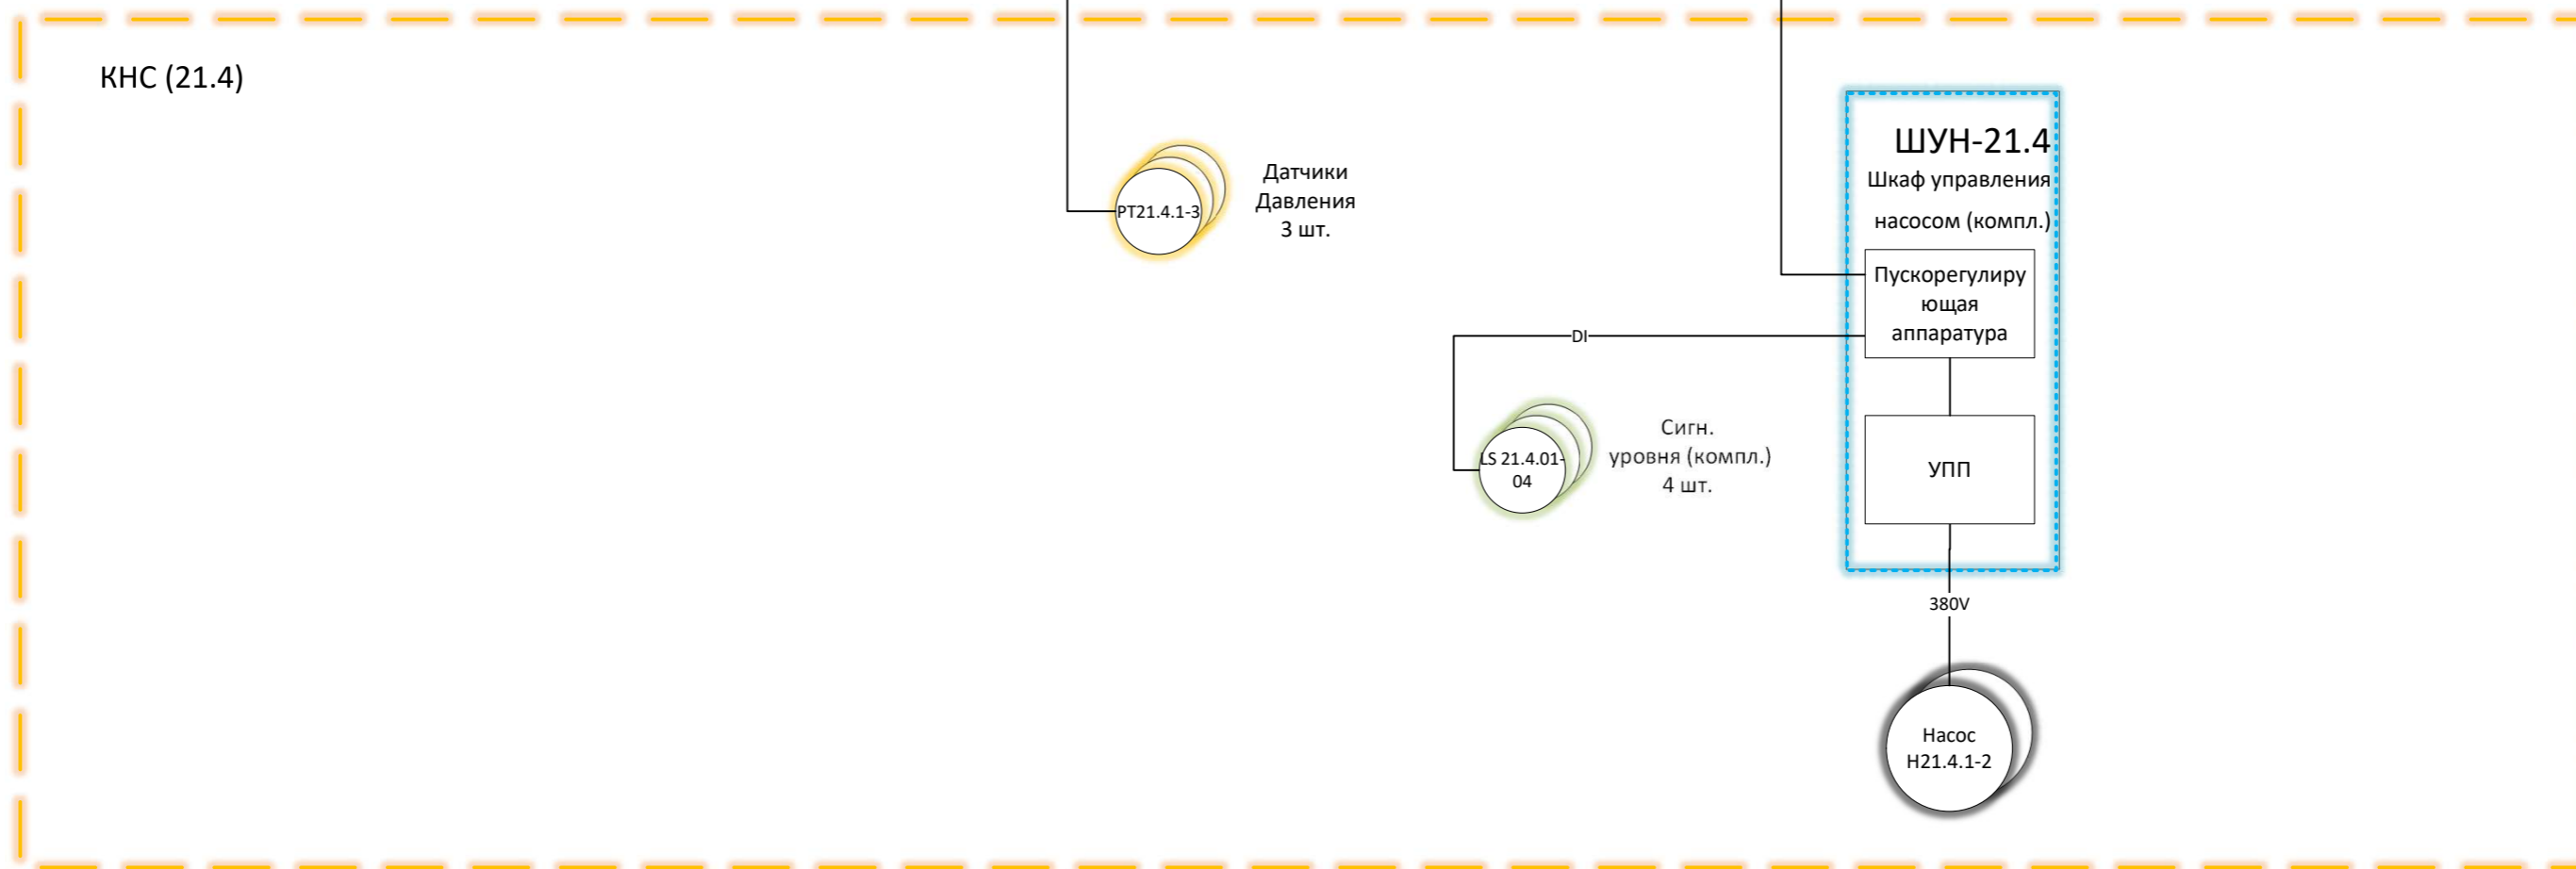 КНС (21.4)
PT21.4.1-3
Датчики
Давления
3 шт.
ШУН-21.4
Шкаф управления
насосом (компл.)
Пускорегулиру
ющая
аппаратура
DI
LS 21.4.01-
04
Сигн.
уровня (компл.)
4 шт.
УПП
380V
Насос
Н21.4.1-2